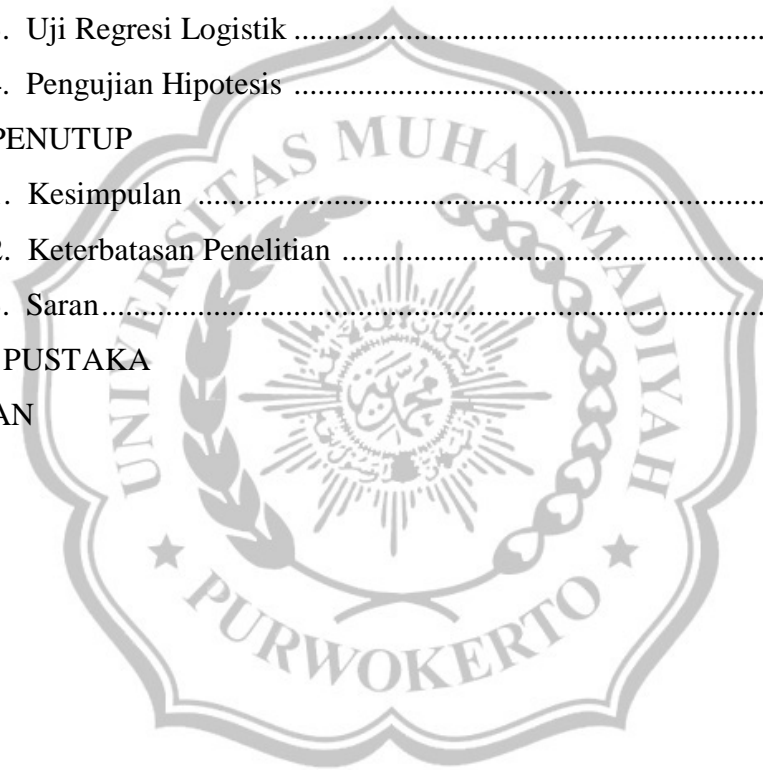 . Uji Regresi Logistik ..........................................................
. Pengujian Hipotesis ..........................................................
PENUTUP
. Kesimpulan ......................................................................
2. Keterbatasan Penelitian .....................................................
. Saran..................................................................................
PUSTAKA
AN
UNIVERSITAS MUHAMMADIYAH
PURWOKERTO